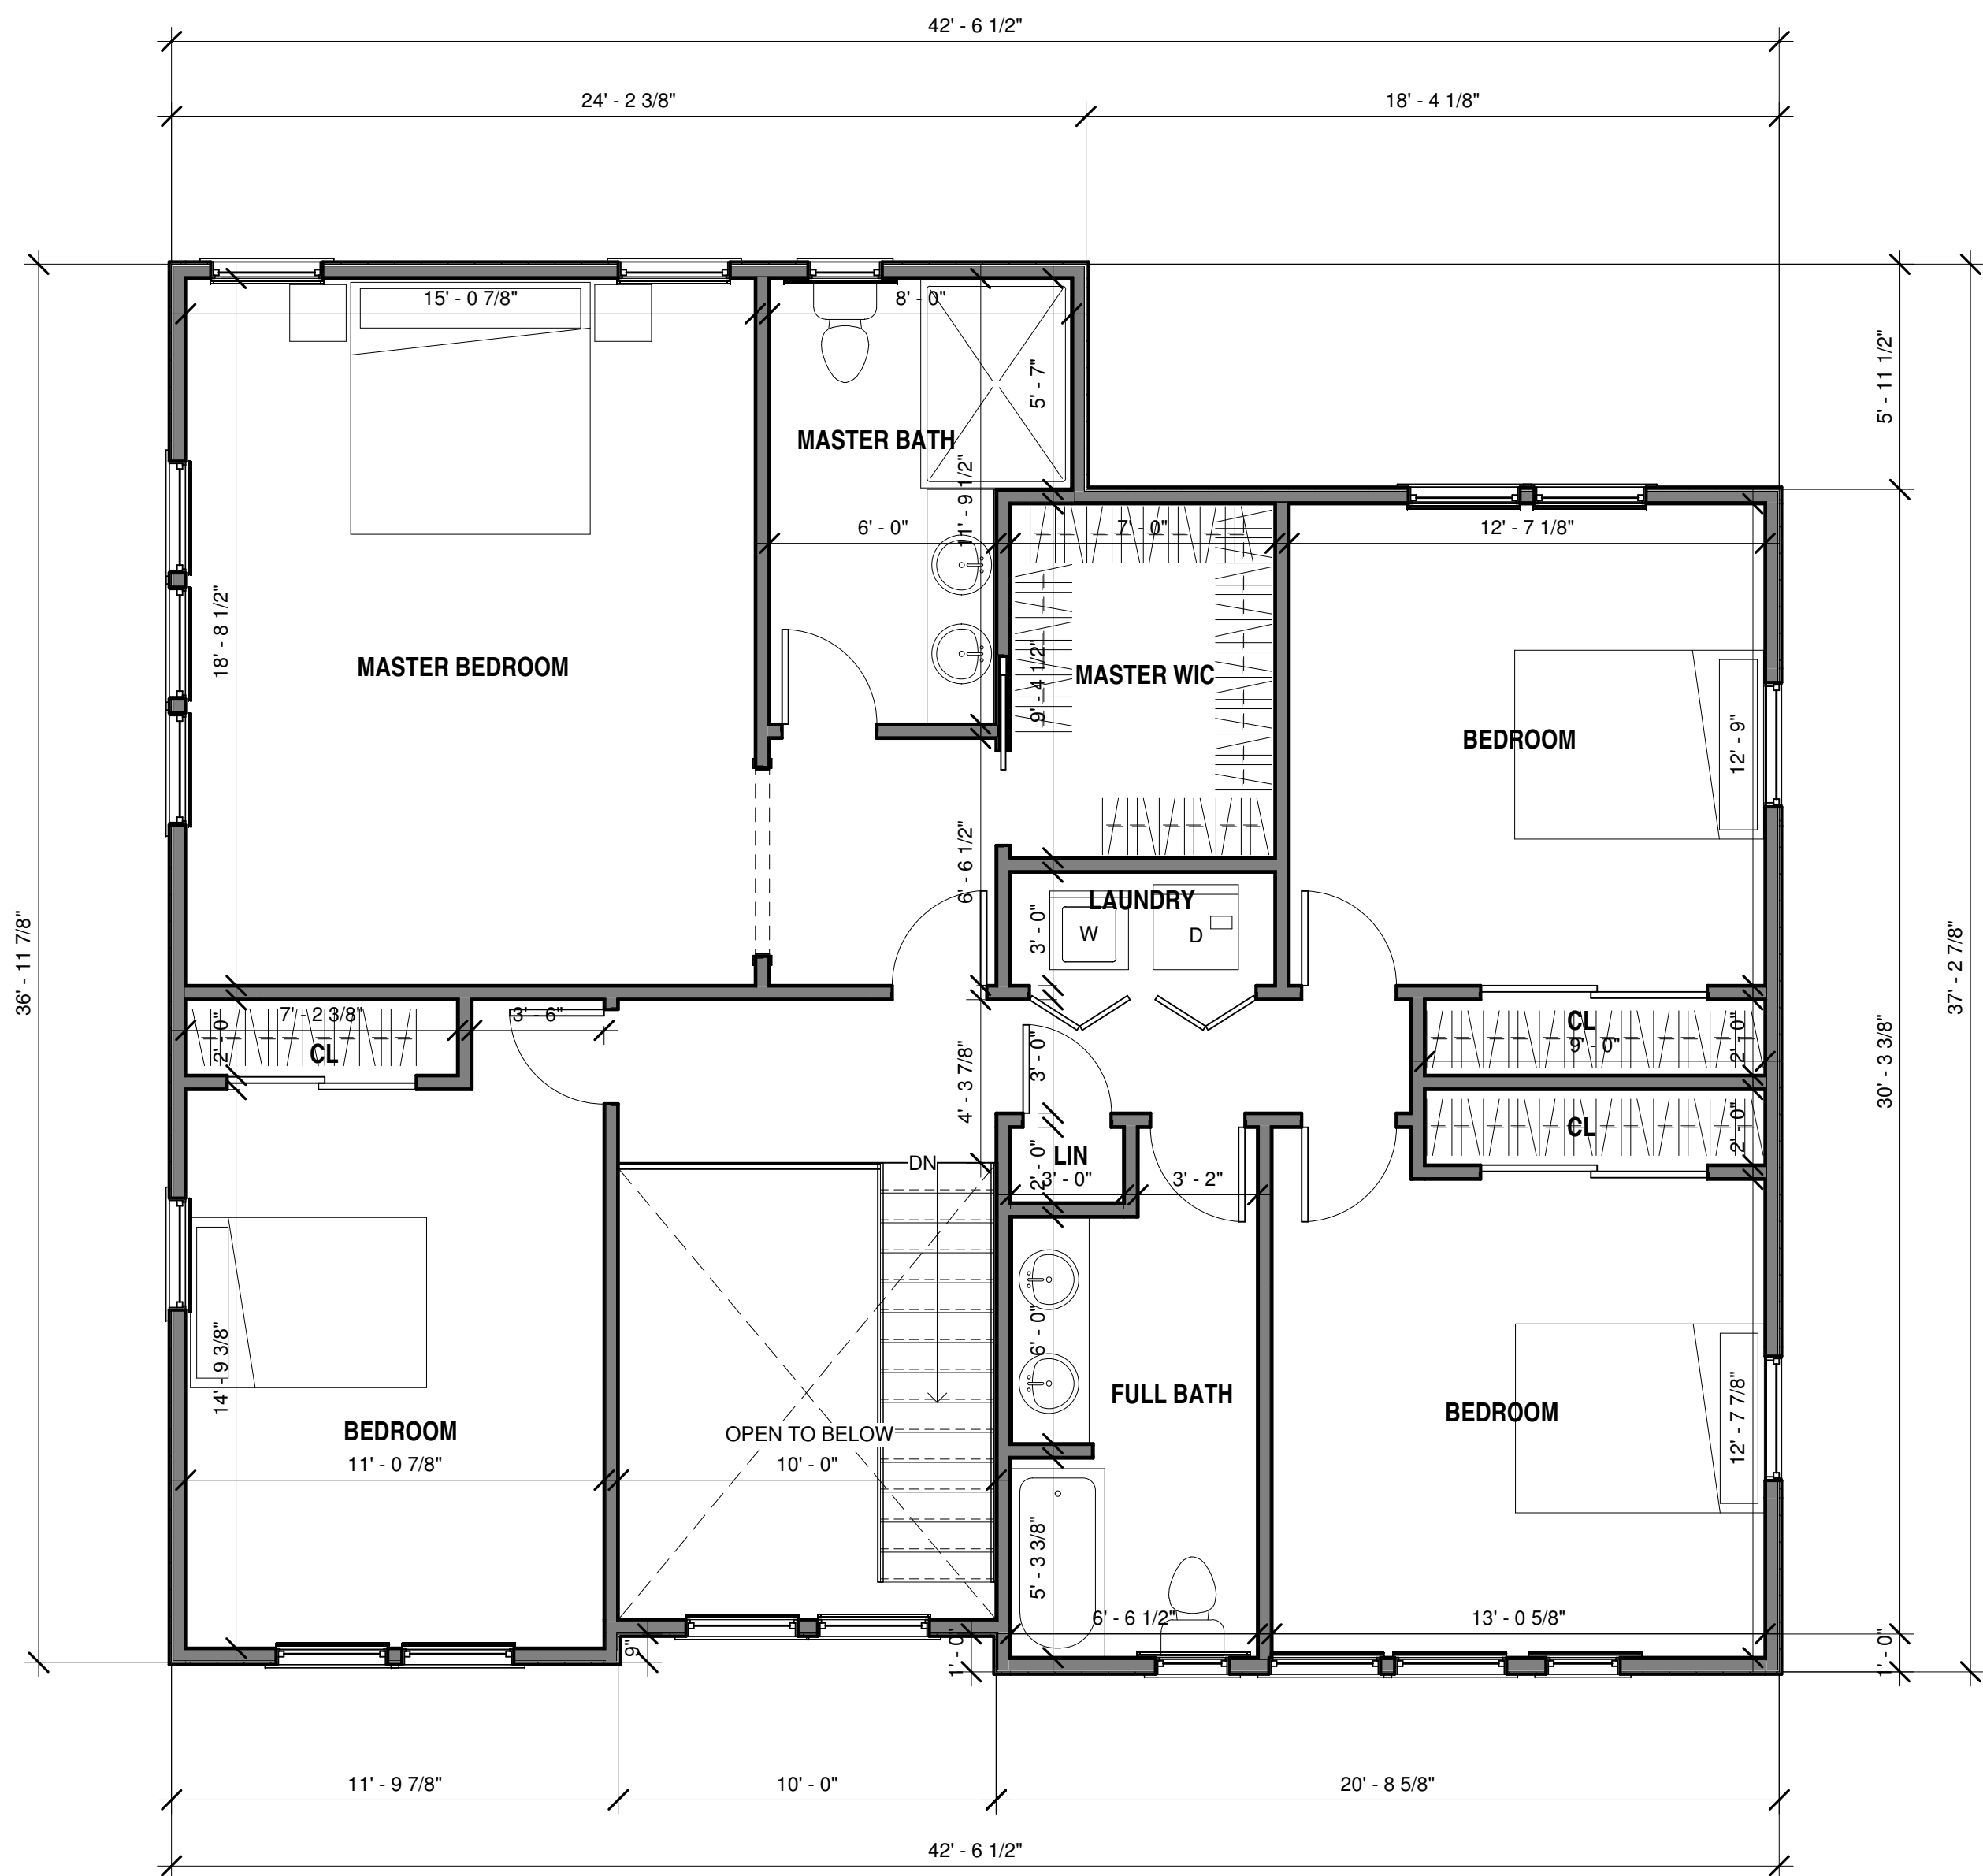 42' - 6 1/2"
24' - 2 3/8"
18' - 4 1/8"
15' - 0 7/8"
8' - 0"
5' - 11 1/2"
5' - 7"
MASTER BATH
11' - 9 1/2"
6' - 0"
7' - 0"
12' - 7 1/8"
18' - 8 1/2"
MASTER BEDROOM
9' - 4 1/2"
MASTER WIC
BEDROOM
12' - 9"
6' - 6 1/2"
LAUNDRY
3' - 0"
W
D
36' - 11 7/8"
37' - 2 7/8"
7' - 2 3/8"
3' - 6"
2' - 0"
CL
4' - 3 7/8"
3' - 0"
CL
9' - 0"
2' - 0"
30' - 3 3/8"
CL
2' - 0"
DN
LIN
2' - 0"
3' - 0"
3' - 2"
6' - 0"
14' - 9 3/8"
FULL BATH
BEDROOM
12' - 7 7/8"
BEDROOM
OPEN TO BELOW
11' - 0 7/8"
10' - 0"
5' - 3 3/8"
6' - 6 1/2"
13' - 0 5/8"
9"
1' - 0"
1' - 0"
11' - 9 7/8"
10' - 0"
20' - 8 5/8"
42' - 6 1/2"